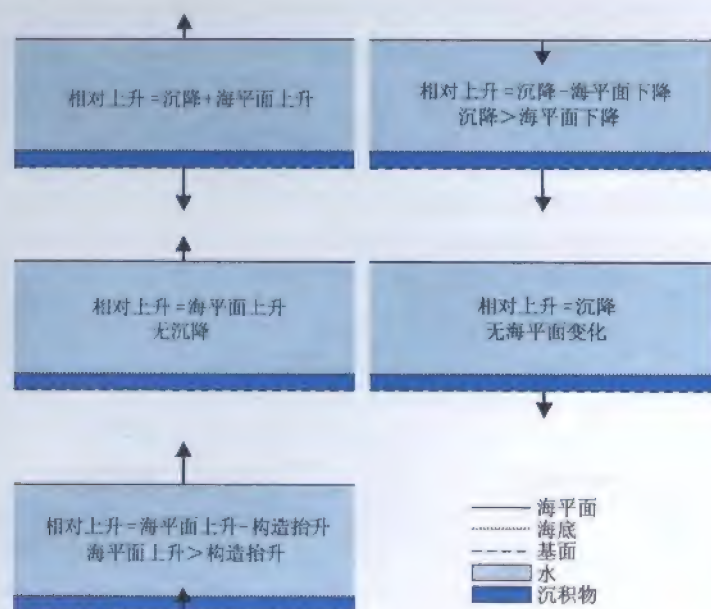 相对上升=沉降+海平面上升
相对上升=沉降-海平面下降
沉降>海平面下降
相对上升=海平面上升
无沉降
相对上升=沉降
无海平面变化
相对上升=海平面上升-构造抬升
海平面上升>构造抬升
海平面
海底
基面
水
沉积物